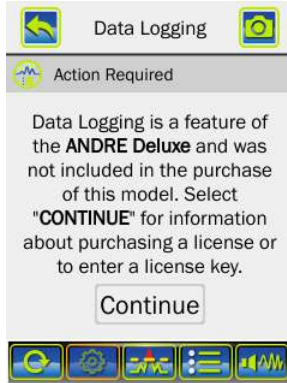 Data Logging
Action Required
Data Logging is a feature of
the ANDRE Deluxe and was
not included in the purchase
of this model. Select
"CONTINUE" for information
about purchasing a license or
to enter a license key.
Continue